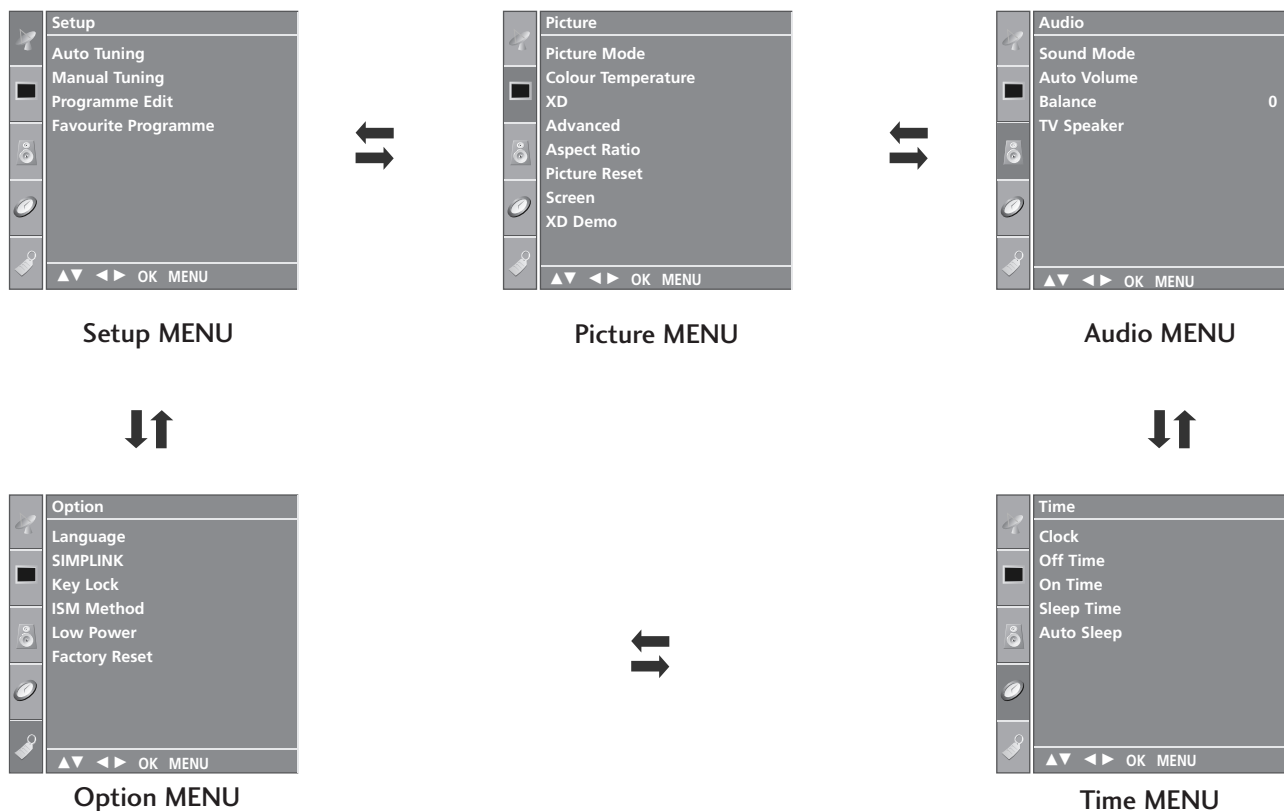 Setup
Auto Tuning
Manual Tuning
Programme Edit
Favourite Programme
▲▼ ◄► OK MENU
Setup MENU
Picture
Picture Mode
Colour Temperature
XD
Advanced
Aspect Ratio
Picture Reset
Screen
XD Demo
▲▼ ◄► OK MENU
Picture MENU
Audio
Sound Mode
Auto Volume
Balance 0
TV Speaker
▲▼ ◄► OK MENU
Audio MENU
Option
Language
SIMPLINK
Key Lock
ISM Method
Low Power
Factory Reset
▲▼ ◄► OK MENU
Option MENU
Time
Clock
Off Time
On Time
Sleep Time
Auto Sleep
▲▼ ◄► OK MENU
Time MENU